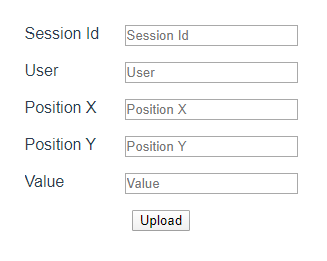 Session Id Session Id
User User
Position X Position X
Position Y Position Y
Value Value
Upload